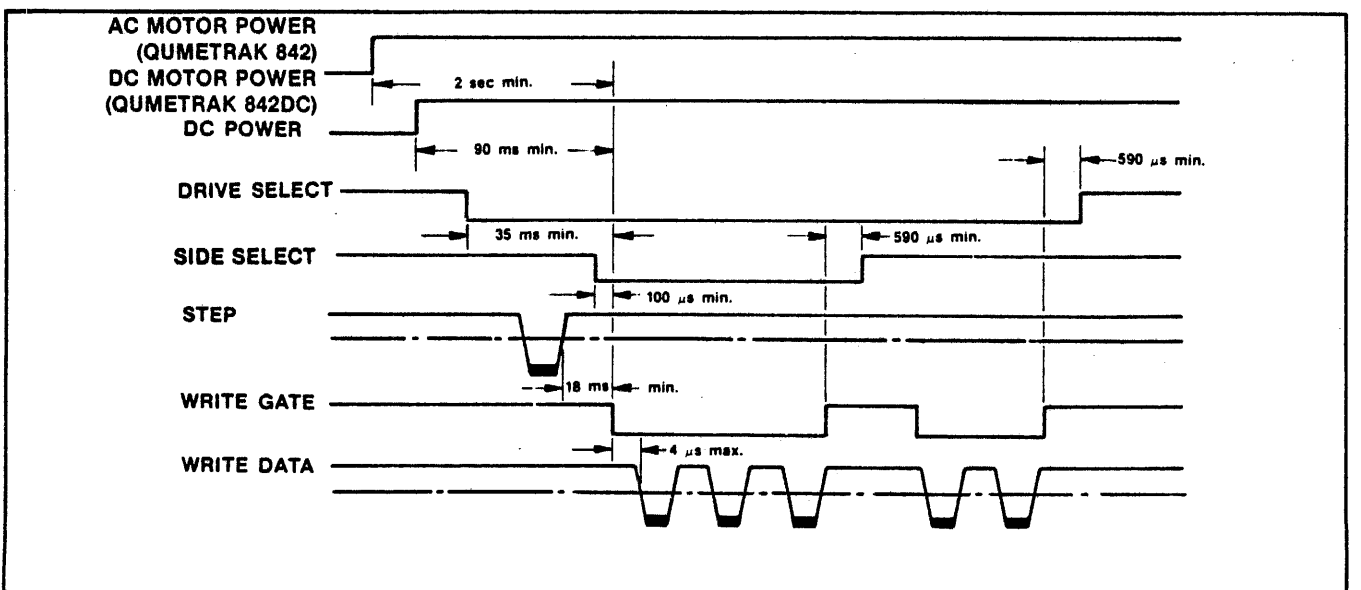 AC MOTOR POWER
(QUMETRAK 842)
DC MOTOR POWER
(QUMETRAK 842DC)
DC POWER
2 sec min.
90 ms min.
590 µs min.
DRIVE SELECT
35 ms min.
590 µs min.
SIDE SELECT
100 µs min.
STEP
18 ms min.
WRITE GATE
4 µs max.
WRITE DATA